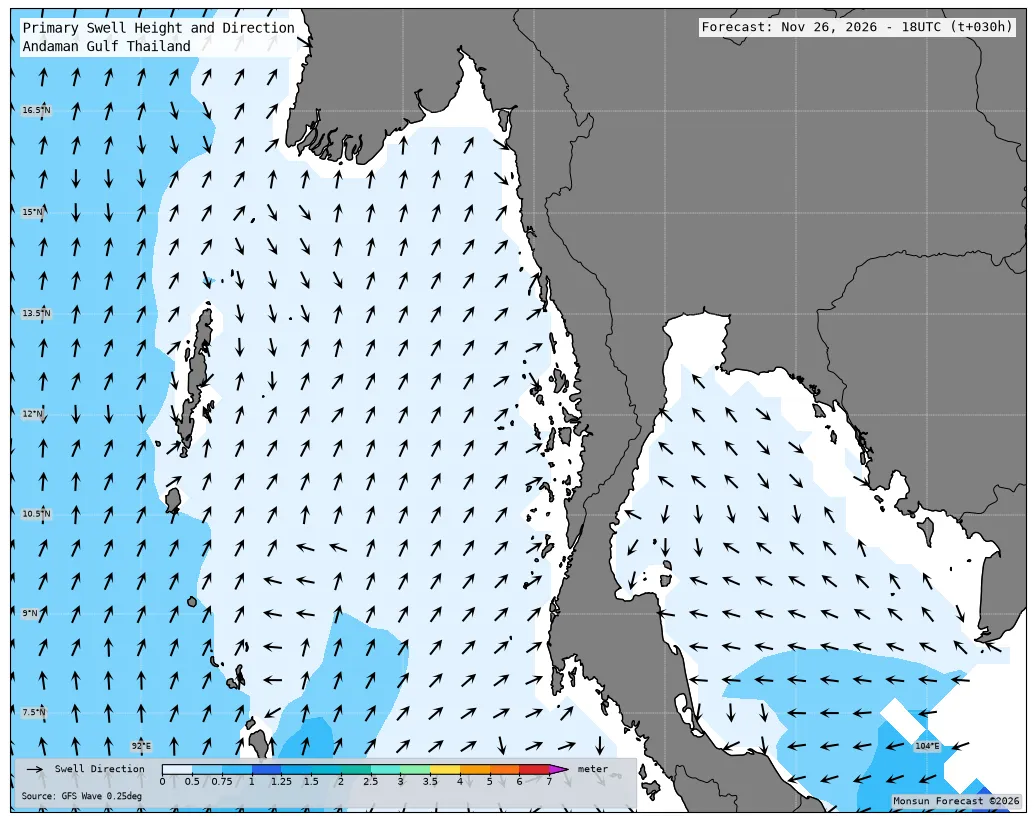 Primary Swell Height and Direction
Andaman Gulf Thailand
Forecast: Nov 26, 2026 - 18UTC (t+030h)
16.5°N
15°N
13.5°N
12°N
10.5°N
9°N
7.5°N
92°E
104°E
Swell Direction
meter
0 0.5 0.75 1 1.25 1.5 2 2.5 3 3.5 4 5 6 7
Source: GFS Wave 0.25deg
Monsun Forecast ©2026